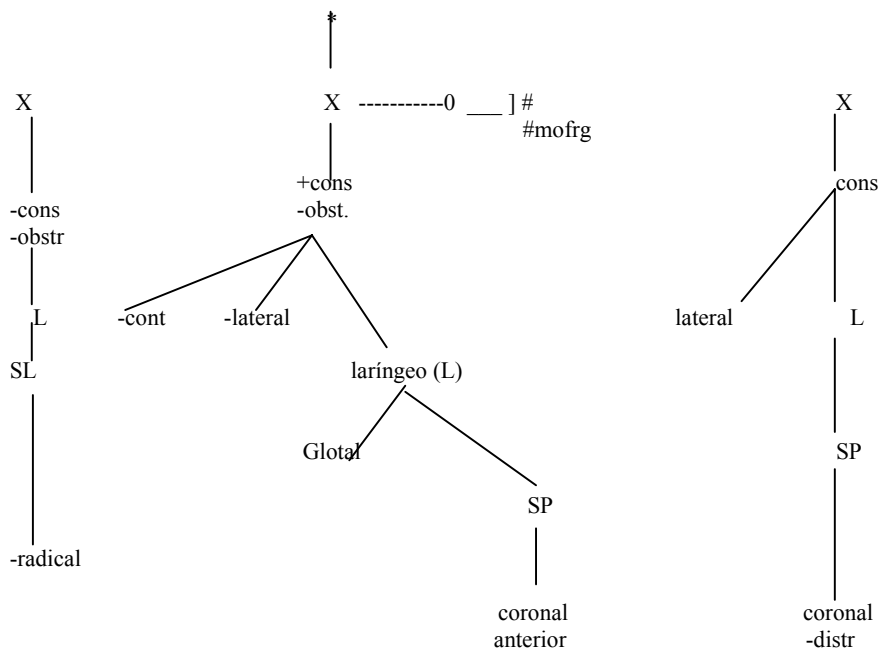 *
X X -----------0 ___ ] # X
#mofrg
+cons cons
-cons -obst.
-obstr
L -cont -lateral lateral L
SL laríngeo (L)
Glotal SP
SP
-radical
coronal coronal
anterior -distr